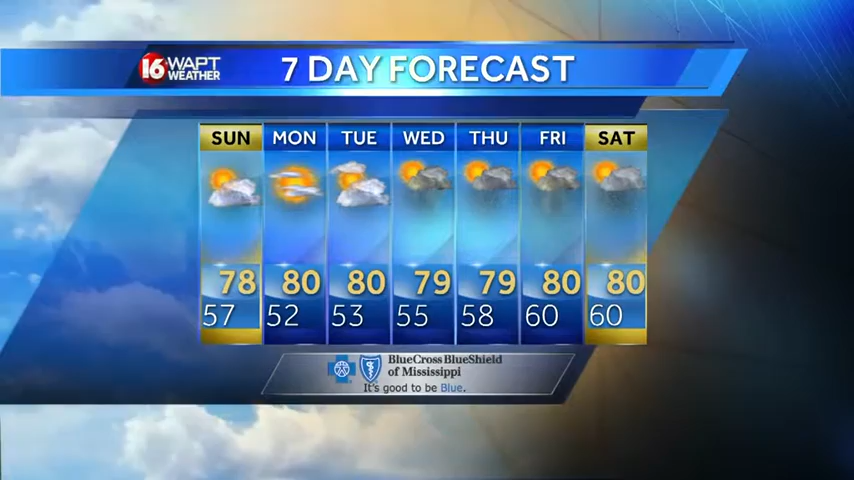 16 WAPT WEATHER
7 DAY FORECAST
SUN MON TUE WED THU FRI SAT
78 80 80 79 79 80 80
57 52 53 55 58 60 60
BlueCross BlueShield
of Mississippi
It's good to be Blue.